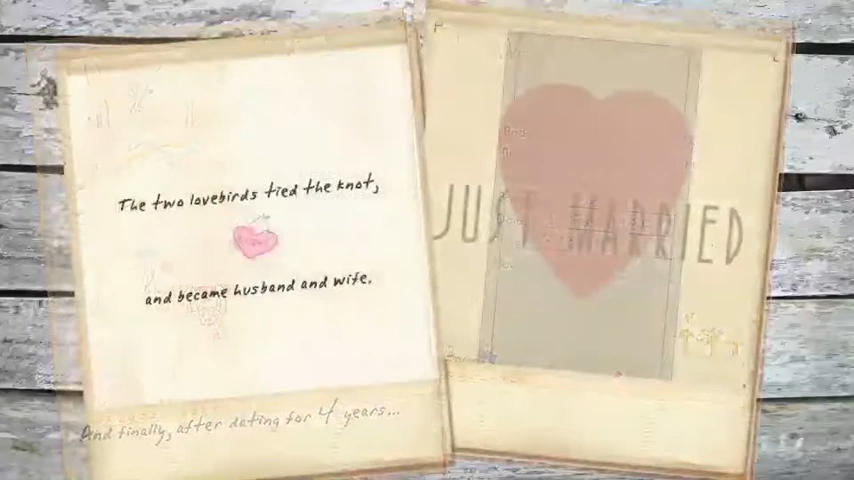 The two lovebirds tied the knot,
and became husband and wife.
And finally, after dating for 4 years...
JUST MARRIED